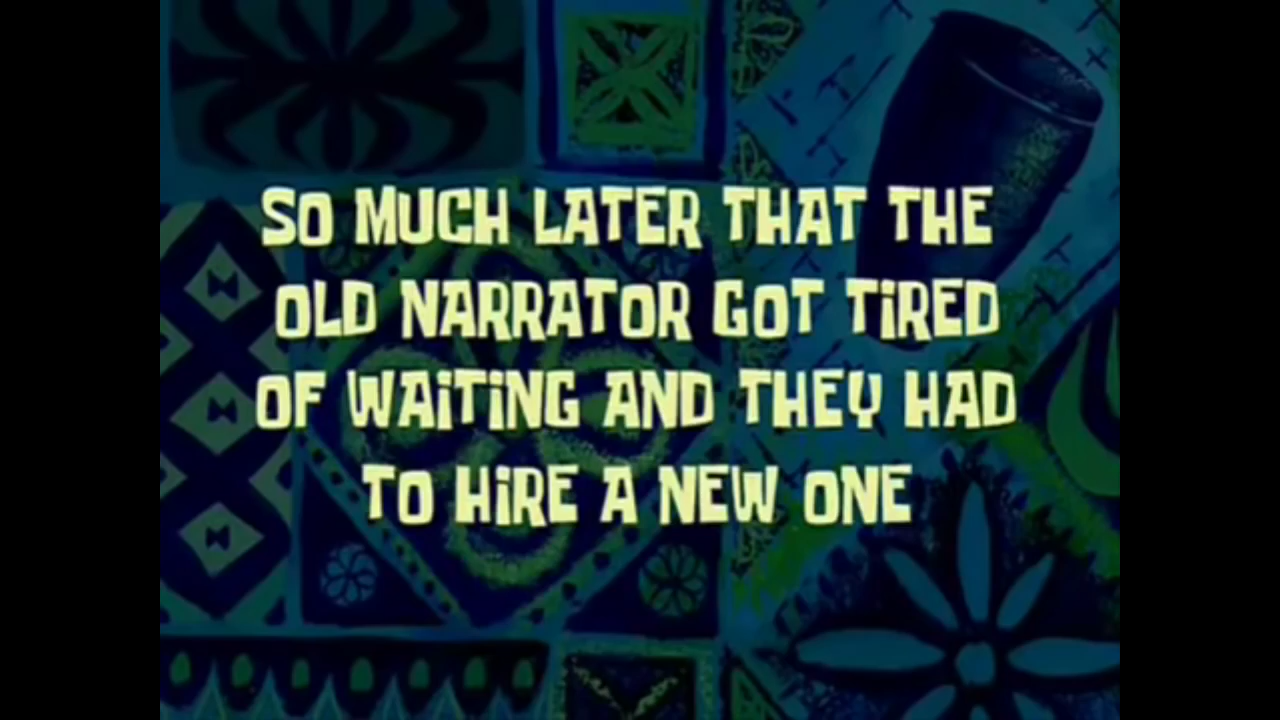 SO MUCH LATER THAT THE
OLD NARRATOR GOT TIRED
OF WAITING AND THEY HAD
TO HIRE A NEW ONE